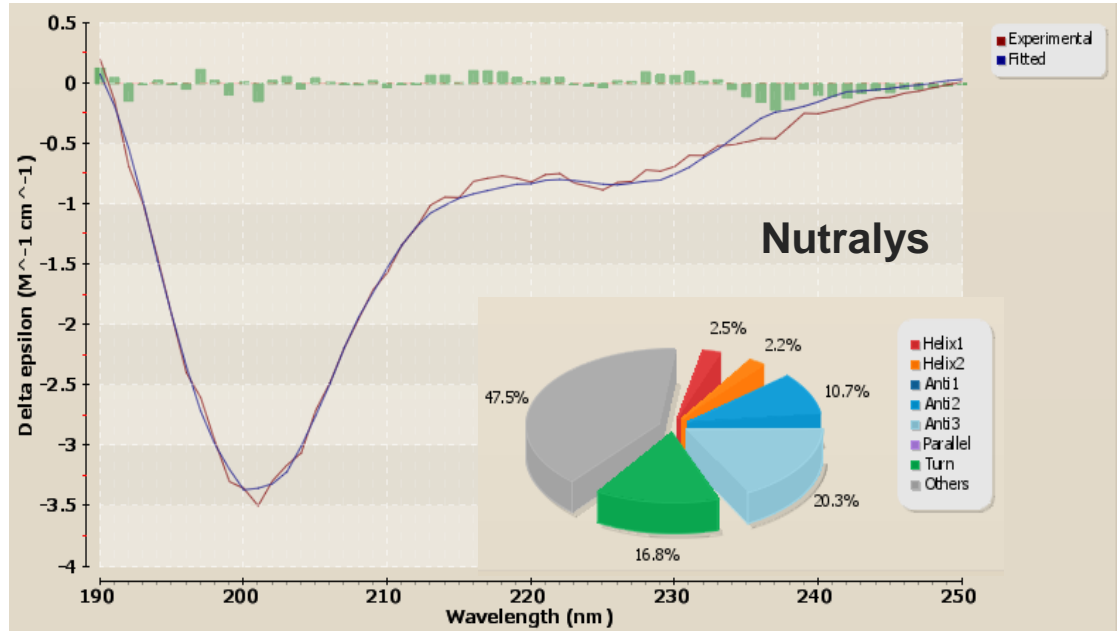 0.5
0
-0.5
-1
-1.5
-2
-2.5
-3
-3.5
-4
Delta epsilon (M^-1 cm^-1)
190 200 210 220 230 240 250
Wavelength (nm)
Experimental
Fitted
Nutralys
2.5%
2.2%
10.7%
20.3%
16.8%
47.5%
Helix1
Helix2
Anti1
Anti2
Anti3
Parallel
Turn
Others